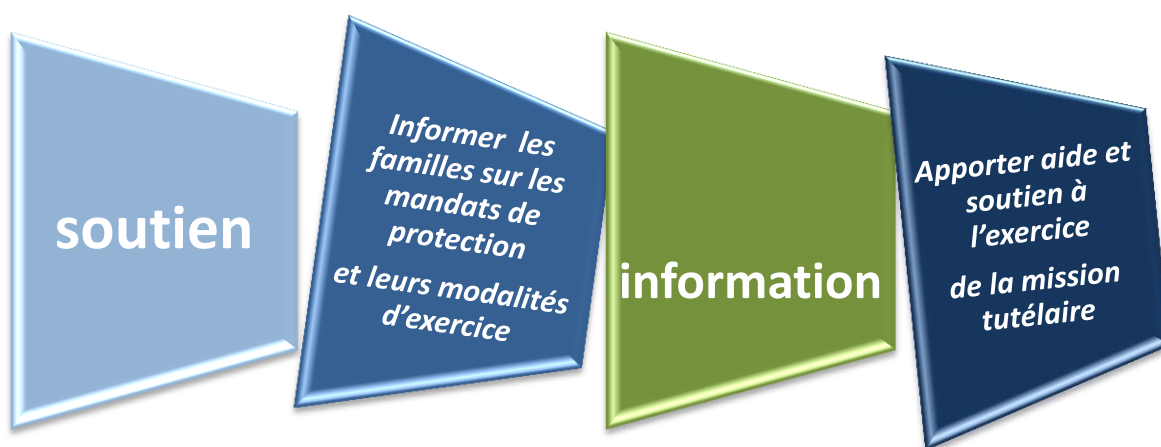 soutien
Informer les
familles sur les
mandats de
protection
et leurs modalités
d'exercice
information
Apporter aide et
soutien à
l'exercice
de la mission
tutélaire